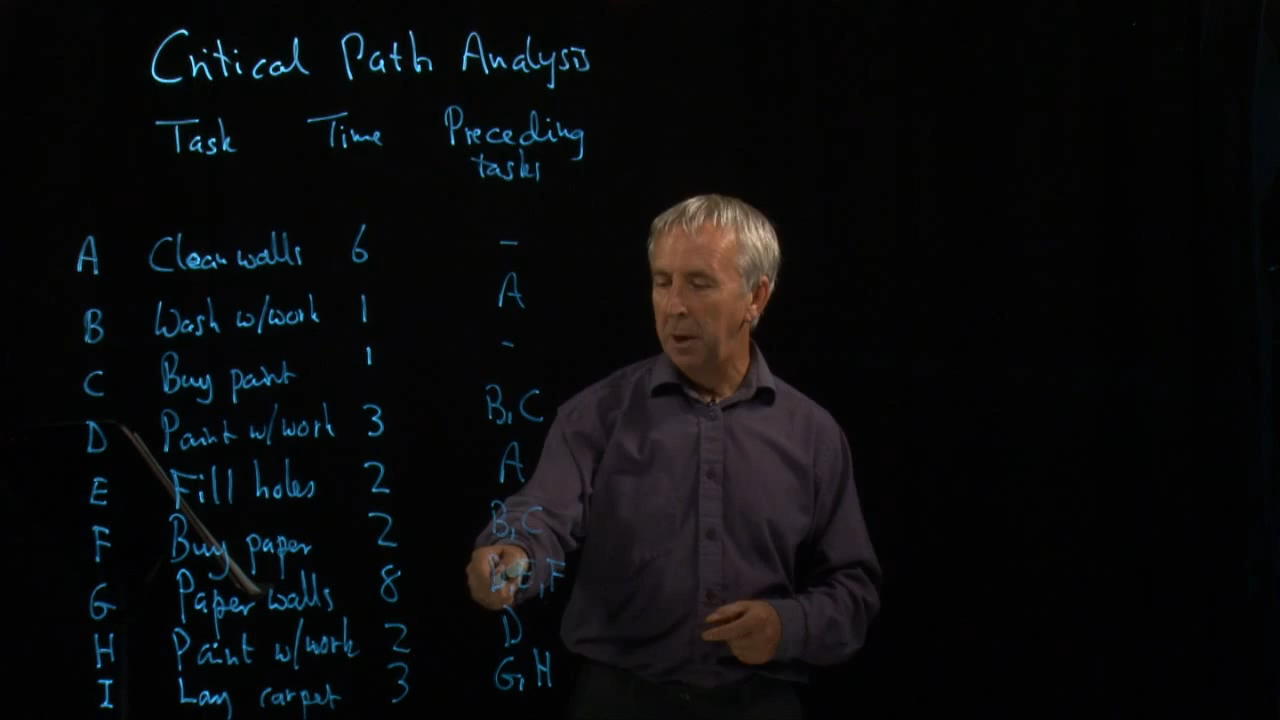 Critical Path Analysis
Task Time Preceding
tasks
A Clean walls 6 -
B Wash w/work 1 A
C Buy paint 1 -
D Paint w/work 3 B, C
E Fill holes 2 A
F Buy paper 2 B, C
G Paper walls 8 E, F
H Paint w/work 2 D
I Lay carpet 3 G, H